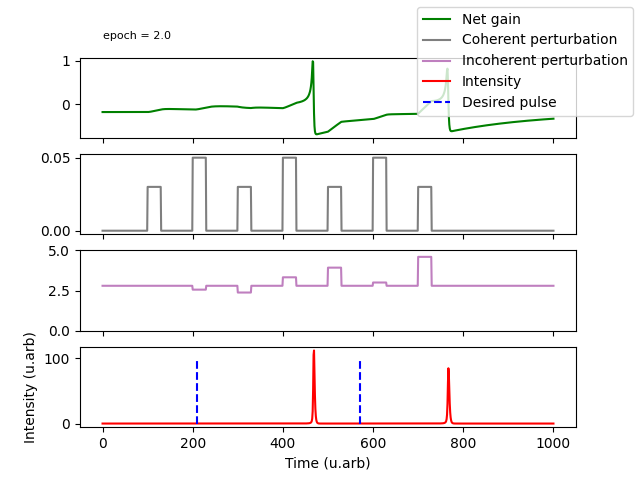 epoch = 2.0
Net gain
Coherent perturbation
Incoherent perturbation
Intensity
Desired pulse
1
0
0.05
0.00
5.0
2.5
0.0
100
0
Intensity (u.arb)
0 200 400 600 800 1000
Time (u.arb)